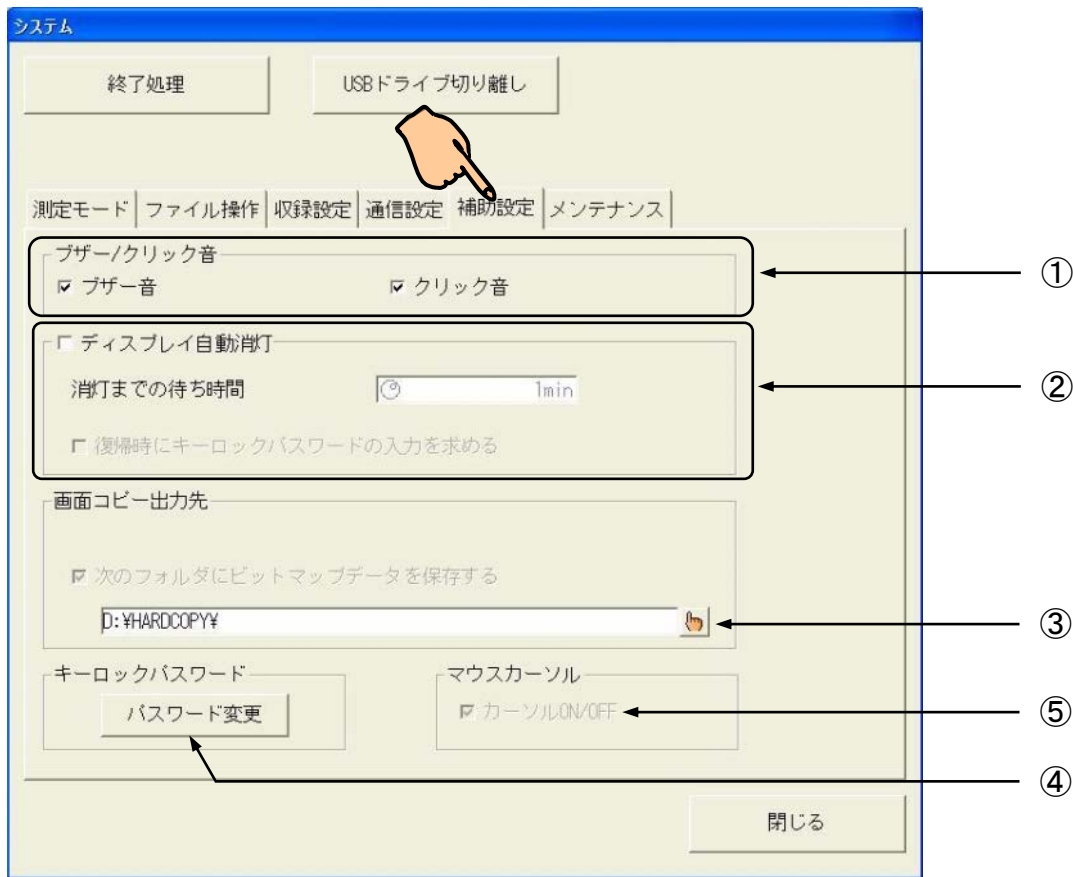 システム
終了処理 USBドライブ切り離し
測定モード ファイル操作 収録設定 通信設定 補助設定 メンテナンス
ブザー/クリック音
ブザー音 クリック音
①
ディスプレイ自動消灯
消灯までの待ち時間 1min
②
復帰時にキーロックパスワードの入力を求める
画面コピー出力先
次のフォルダにビットマップデータを保存する
D:¥HARDCOPY¥
③
キーロックパスワード マウスカーソル
パスワード変更 カーソルON/OFF
⑤
④
閉じる